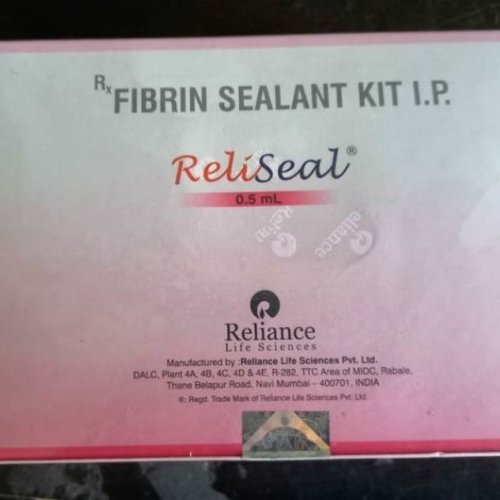 Rx FIBRIN SEALANT KIT I.P.
ReliSeal®
0.5 mL
Reliance
Reliance
Life Sciences
Manufactured by :Reliance Life Sciences Pvt. Ltd.
DALC, Plant 4A, 4B, 4C, 4D & 4E, R-282, TTC Area of MIDC, Rabale,
Thane Belapur Road, Navi Mumbai – 400701, INDIA
®: Regd. Trade Mark of Reliance Life Sciences Pvt. Ltd.